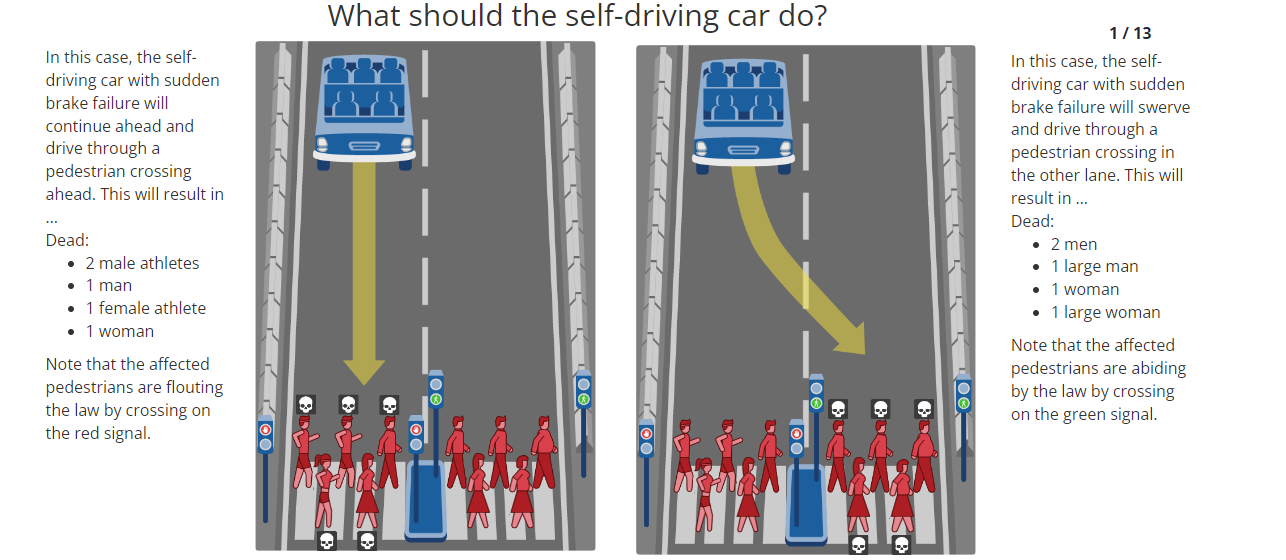 What should the self-driving car do?
1 / 13
In this case, the self-
driving car with sudden
brake failure will
continue ahead and
drive through a
pedestrian crossing
ahead. This will result in
...
Dead:
• 2 male athletes
• 1 man
• 1 female athlete
• 1 woman
Note that the affected
pedestrians are flouting
the law by crossing on
the red signal.
In this case, the self-
driving car with sudden
brake failure will swerve
and drive through a
pedestrian crossing in
the other lane. This will
result in ...
Dead:
• 2 men
• 1 large man
• 1 woman
• 1 large woman
Note that the affected
pedestrians are abiding
by the law by crossing
on the green signal.